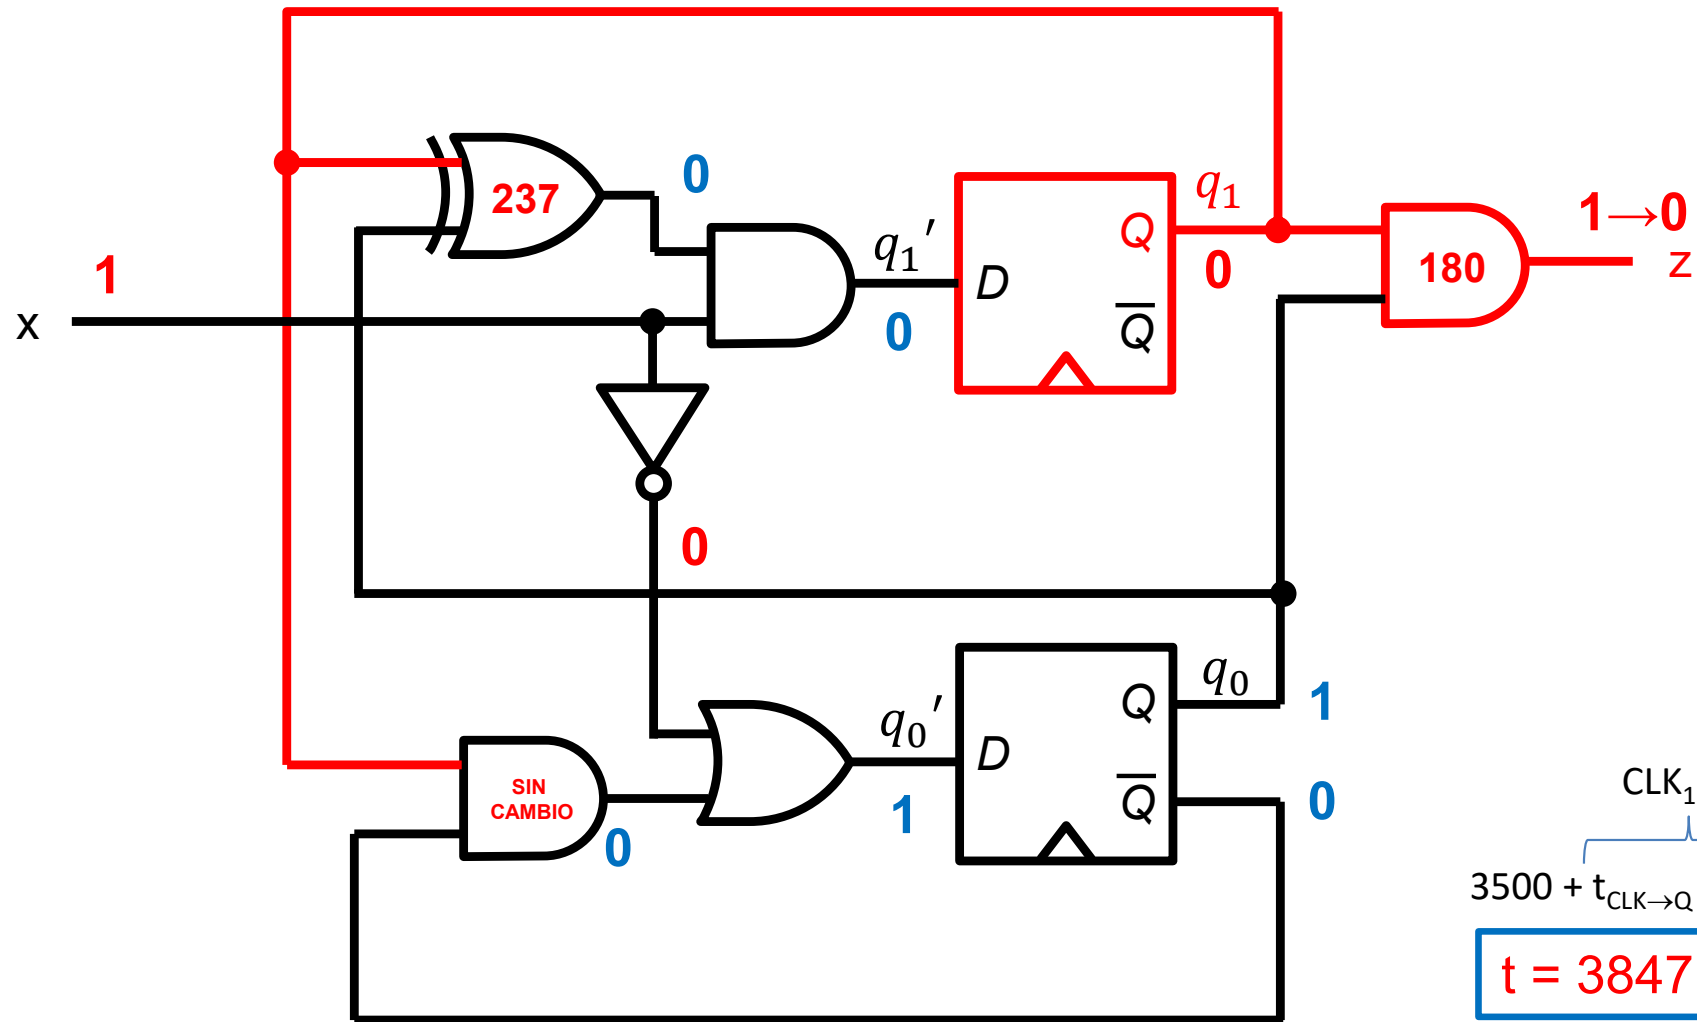 237
0
q₁
1→0
q₁′
Q
1
0
180
z
D
x
0
Q̅
0
q₀
q₀′
Q
1
D
SIN
CAMBIO
Q̅
0
1
0
CLK₁
3500 + t_CLK→Q
t = 3847